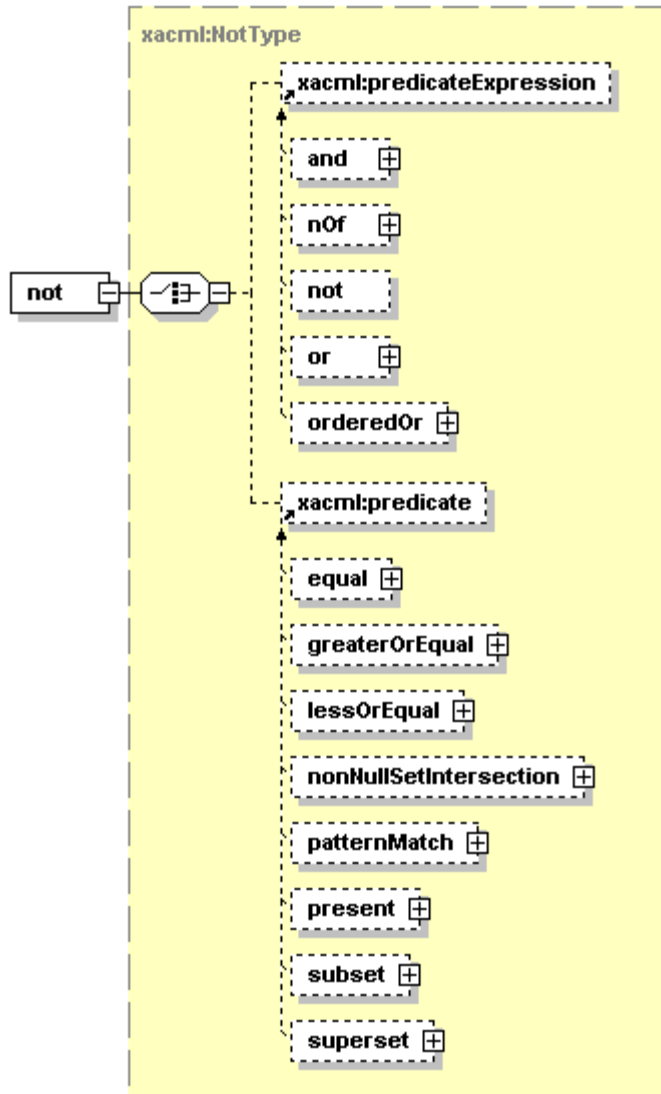 xacml:NotType
xacml:predicateExpression
and
nOf
not
not
or
orderedOr
xacml:predicate
equal
greaterOrEqual
lessOrEqual
nonNullSetIntersection
patternMatch
present
subset
superset